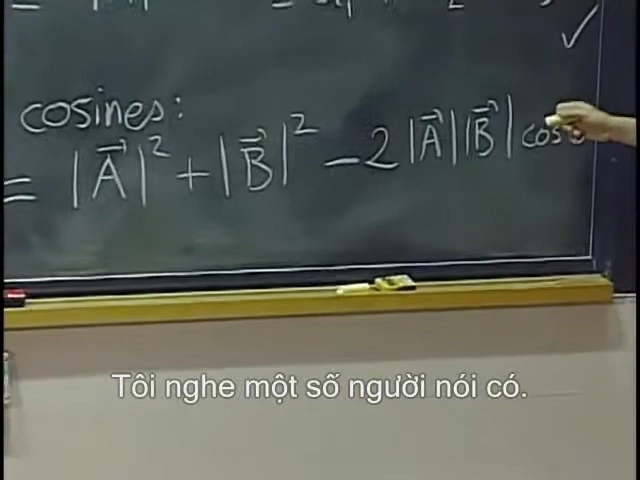 cosines:
= |A⃗|² + |B⃗|² - 2|A⃗||B⃗| cos
Tôi nghe một số người nói có.